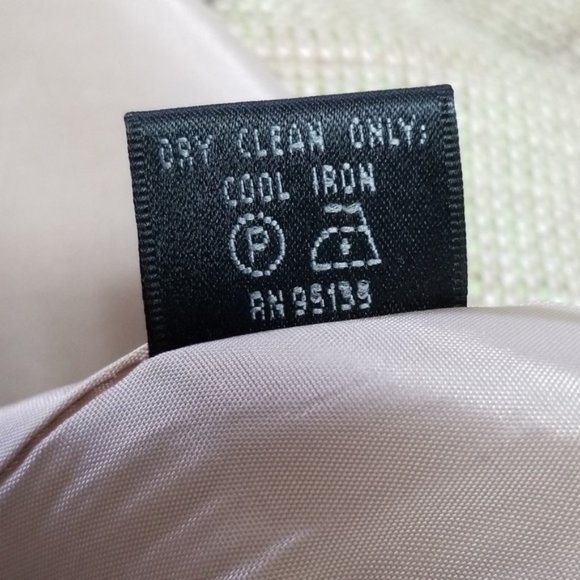 DRY CLEAN ONLY;
COOL IRON
P
RN 95139